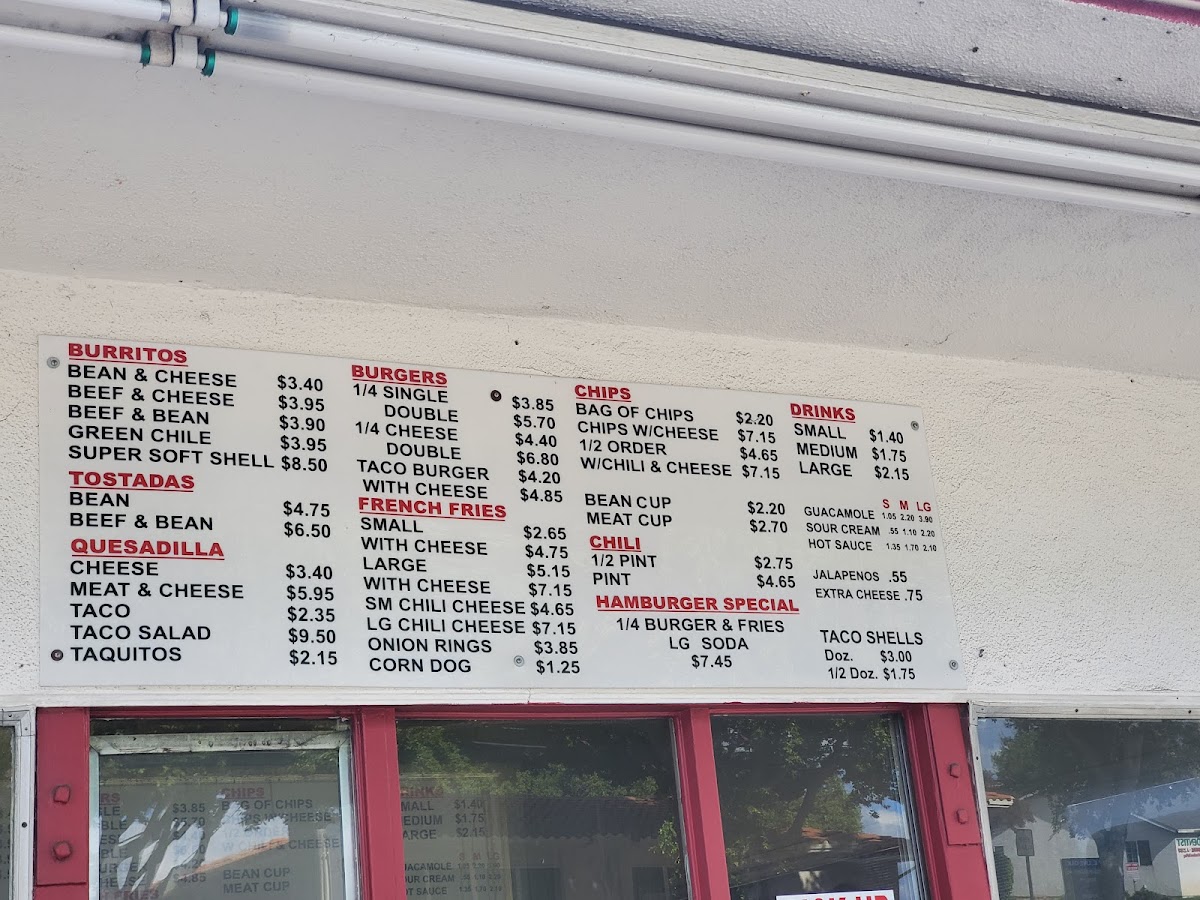 BURRITOS
BEAN & CHEESE $3.40
BEEF & CHEESE $3.95
BEEF & BEAN $3.90
GREEN CHILE $3.95
SUPER SOFT SHELL $8.50
TOSTADAS
BEAN $4.75
BEEF & BEAN $6.50
QUESADILLA
CHEESE $3.40
MEAT & CHEESE $5.95
TACO $2.35
TACO SALAD $9.50
TAQUITOS $2.15
BURGERS
1/4 SINGLE $3.85
DOUBLE $5.70
1/4 CHEESE $4.40
DOUBLE $6.80
TACO BURGER $4.20
WITH CHEESE $4.85
FRENCH FRIES
SMALL $2.65
WITH CHEESE $4.75
LARGE $5.15
WITH CHEESE $7.15
SM CHILI CHEESE $4.65
LG CHILI CHEESE $7.15
ONION RINGS $3.85
CORN DOG $1.25
CHIPS
BAG OF CHIPS $2.20
CHIPS W/CHEESE $7.15
1/2 ORDER $4.65
W/CHILI & CHEESE $7.15
BEAN CUP $2.20
MEAT CUP $2.70
CHILI
1/2 PINT $2.75
PINT $4.65
HAMBURGER SPECIAL
1/4 BURGER & FRIES
LG SODA
$7.45
DRINKS
SMALL $1.40
MEDIUM $1.75
LARGE $2.15
S M LG
GUACAMOLE 1.05 2.20 3.90
SOUR CREAM .55 1.10 2.20
HOT SAUCE 1.35 1.70 2.10
JALAPENOS .55
EXTRA CHEESE .75
TACO SHELLS
Doz. $3.00
1/2 Doz. $1.75